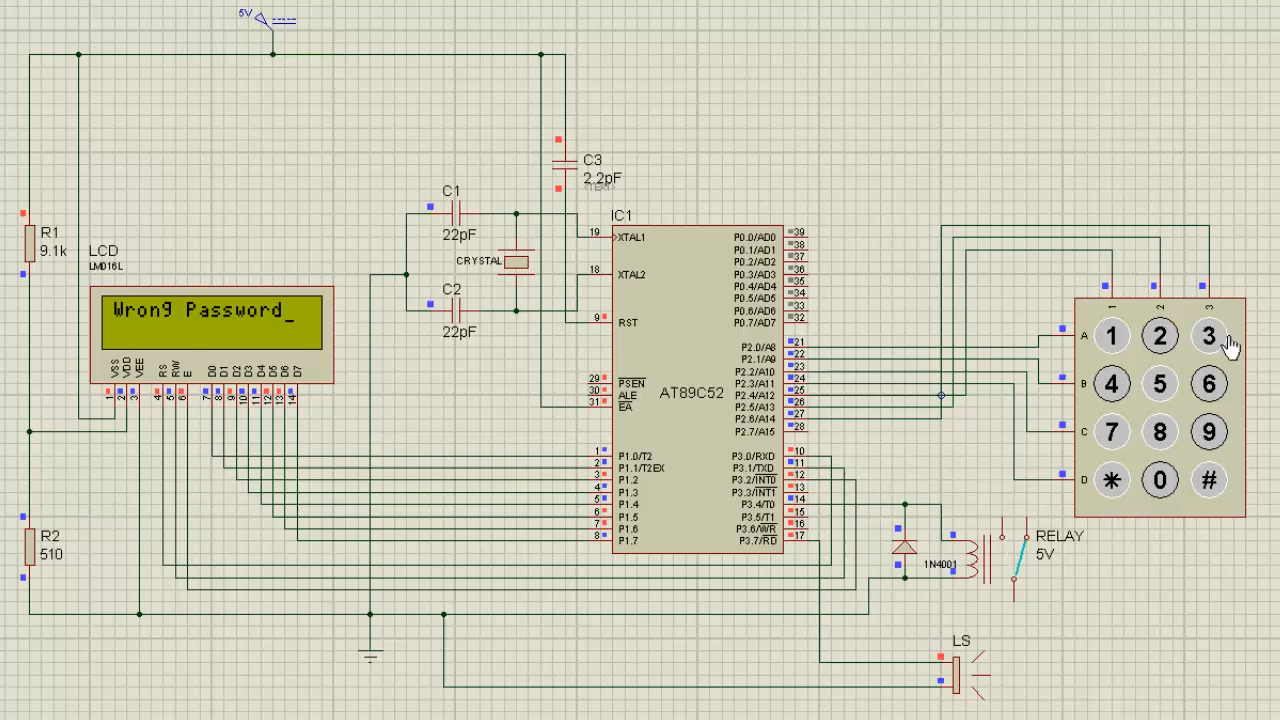 5V
C3
2.2pF
<TEXT>
C1
22pF
IC1
R1
9.1k
LCD
LM016L
CRYSTAL
C2
22pF
Wrong Password_
VSS
VDD
VEE
RS
RW
E
D0
D1
D2
D3
D4
D5
D6
D7
1
2
3
4
5
6
7
8
9
10
11
12
13
14
19
XTAL1
18
XTAL2
9
RST
29
PSEN
30
ALE
31
EA
AT89C52
1
P1.0/T2
2
P1.1/T2EX
3
P1.2
4
P1.3
5
P1.4
6
P1.5
7
P1.6
8
P1.7
P0.0/AD0
39
P0.1/AD1
38
P0.2/AD2
37
P0.3/AD3
36
P0.4/AD4
35
P0.5/AD5
34
P0.6/AD6
33
P0.7/AD7
32
P2.0/A8
21
P2.1/A9
22
P2.2/A10
23
P2.3/A11
24
P2.4/A12
25
P2.5/A13
26
P2.6/A14
27
P2.7/A15
28
P3.0/RXD
10
P3.1/TXD
11
P3.2/INT0
12
P3.3/INT1
13
P3.4/T0
14
P3.5/T1
15
P3.6/WR
16
P3.7/RD
17
1
2
3
A
1
2
3
B
4
5
6
C
7
8
9
D
*
0
#
R2
510
1N4001
RELAY
5V
LS